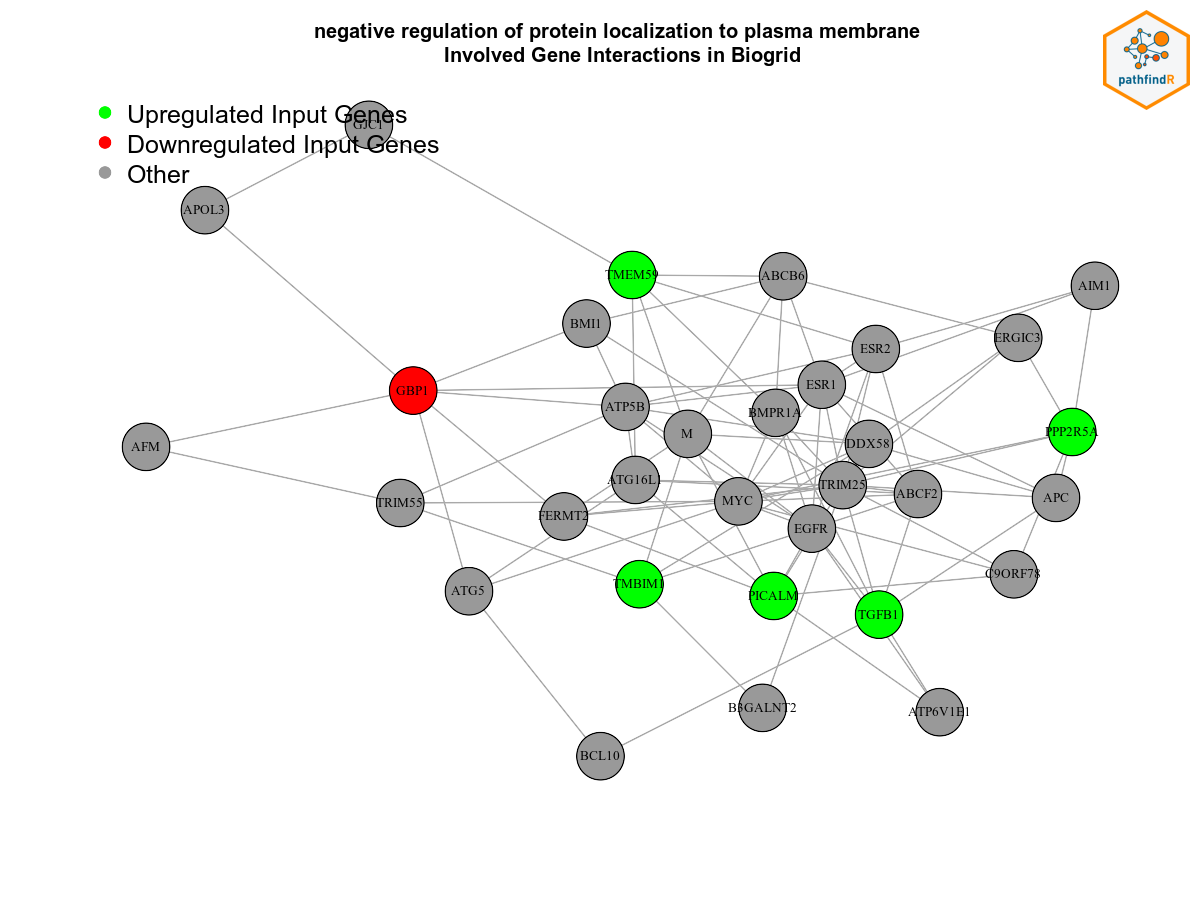 negative regulation of protein localization to plasma membrane
Involved Gene Interactions in Biogrid
pathfindR
Upregulated Input Genes
GJC1
Downregulated Input Genes
Other
APOL3
TMEM59
ABCB6
AIM1
BMI1
ERGIC3
ESR2
GBP1
ESR1
ATP5B
BMPR1A
M
PPP2R5A
DDX58
AFM
ATG16L
TRIM25
ABCF2
APC
TRIM55
MYC
FERMT2
EGFR
C9ORF78
TMBIM1
ATG5
PICALM
TGFB1
B3GALNT2
ATP6V1E1
BCL10